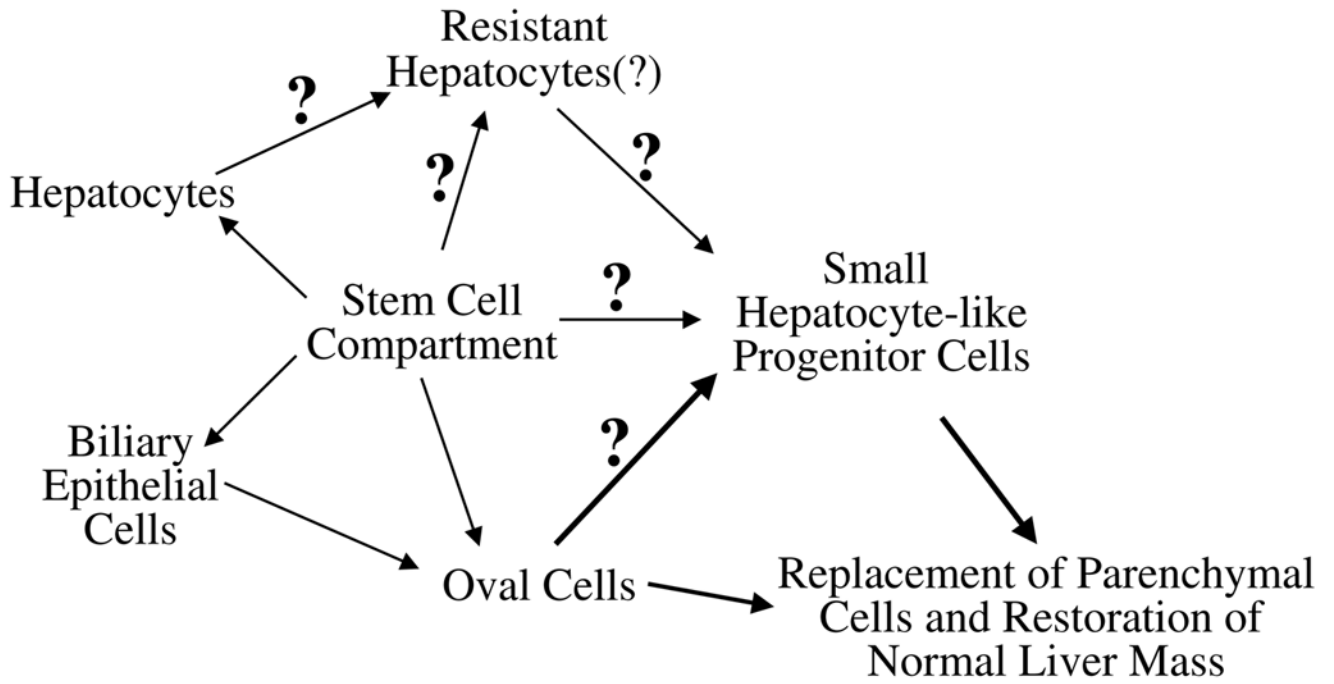 Resistant
Hepatocytes(?)
?
?
?
Hepatocytes
Stem Cell
Compartment
?
Small
Hepatocyte-like
Progenitor Cells
Biliary
Epithelial
Cells
?
Oval Cells
Replacement of Parenchymal
Cells and Restoration of
Normal Liver Mass